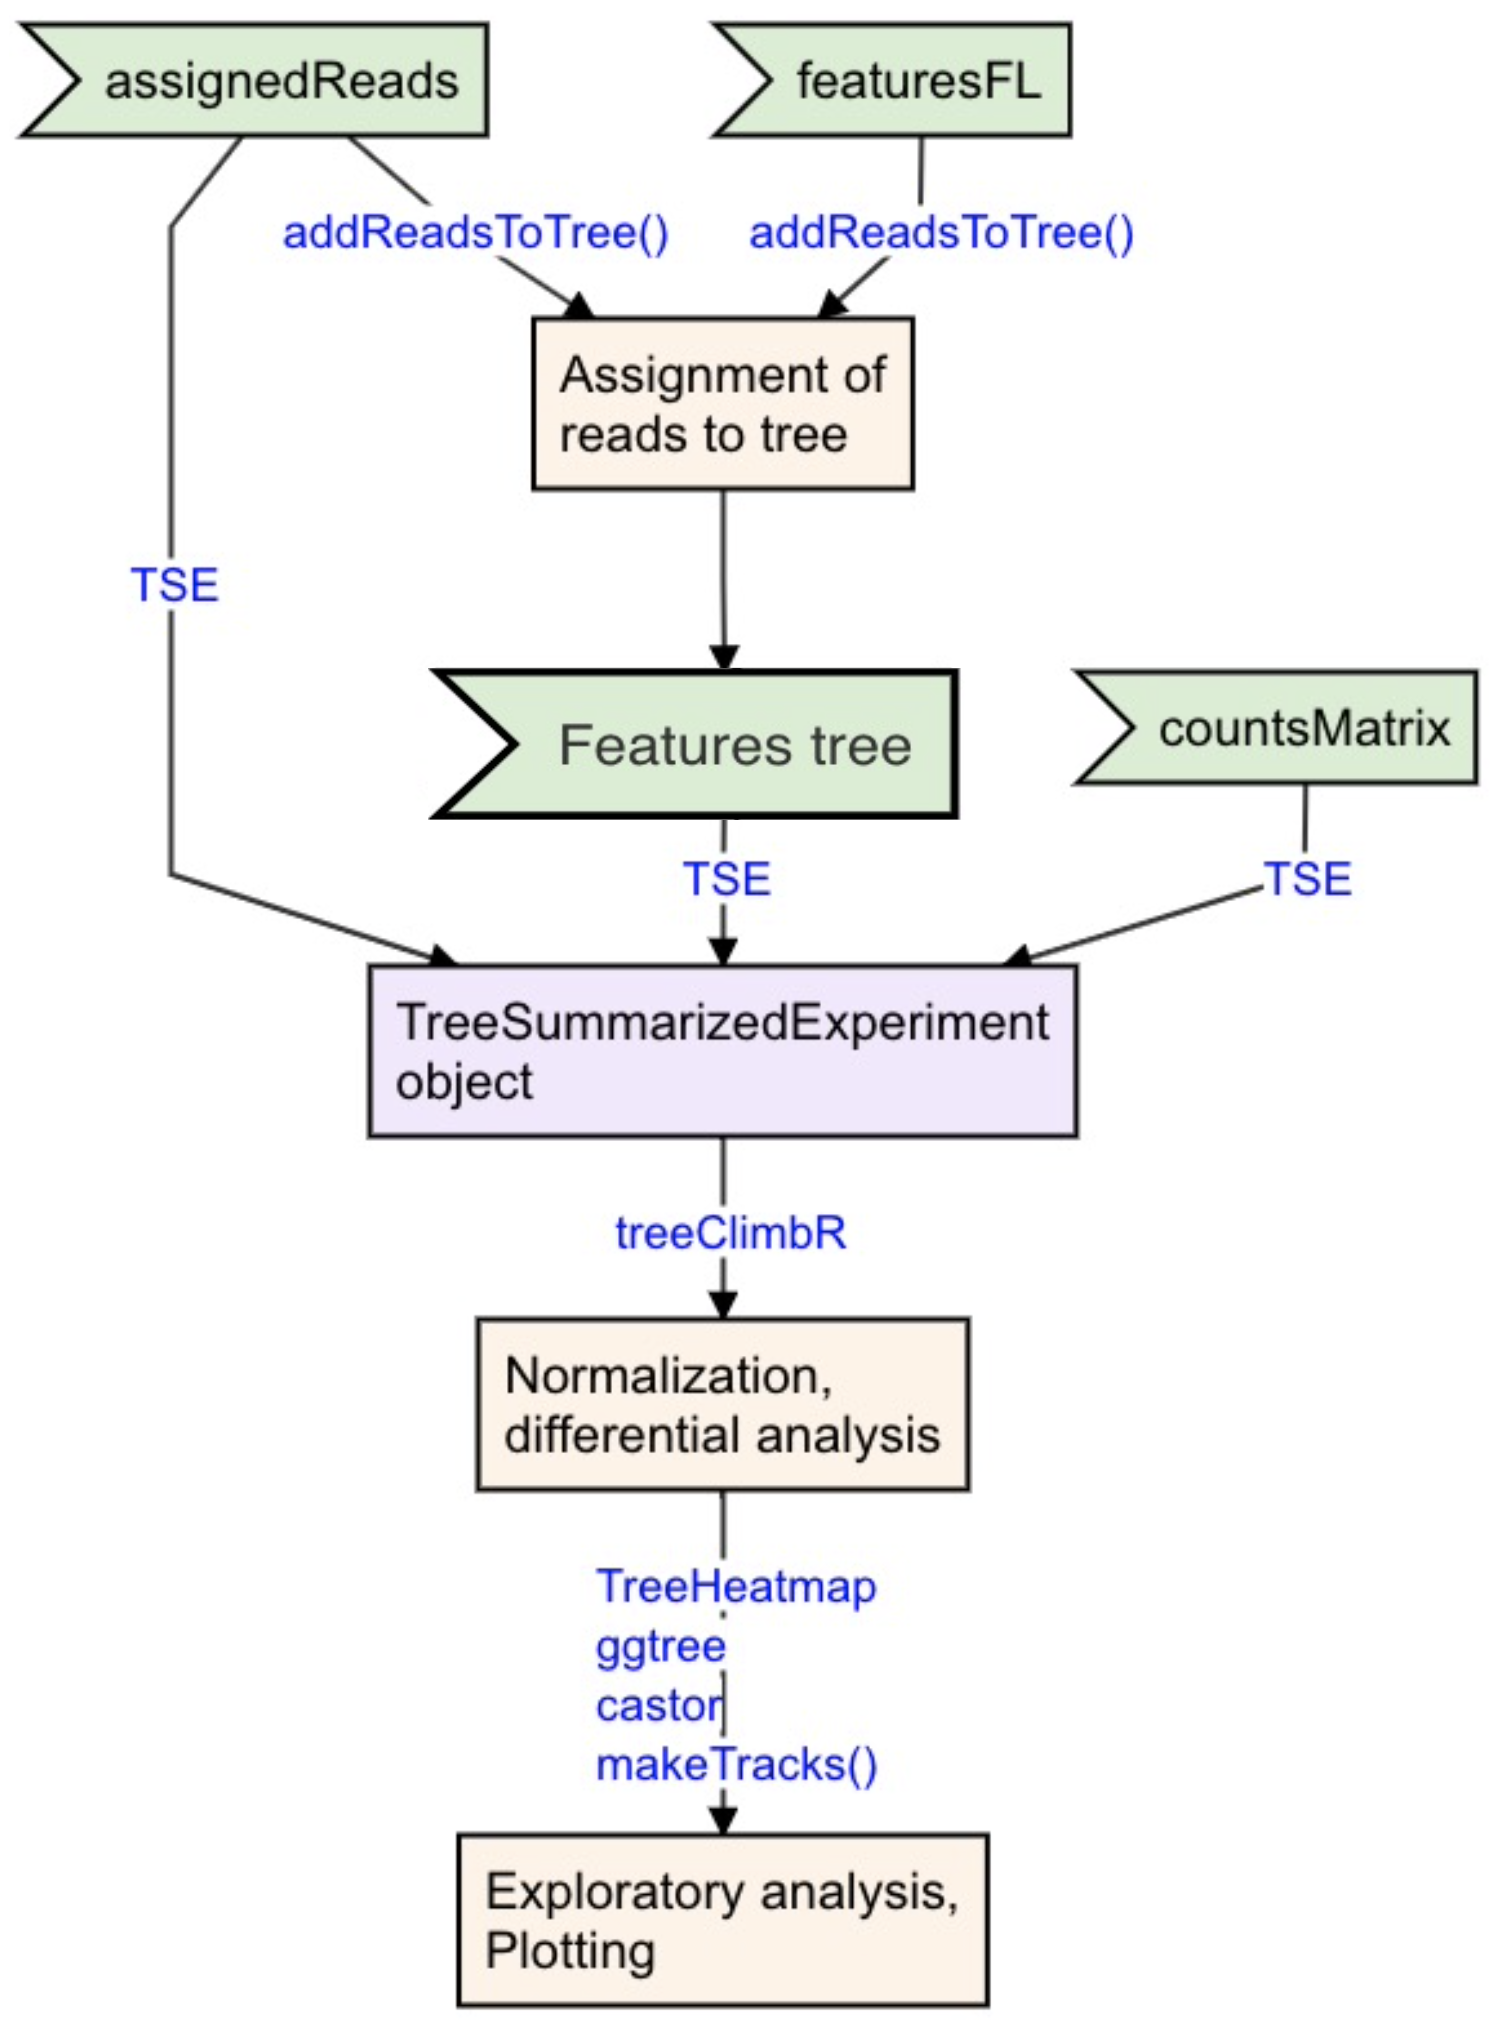 assignedReads
featuresFL
addReadsToTree()
addReadsToTree()
Assignment of
reads to tree
TSE
Features tree
countsMatrix
TSE
TSE
TreeSummarizedExperiment
object
treeClimbR
Normalization,
differential analysis
TreeHeatmap
ggtree
castor
makeTracks()
Exploratory analysis,
Plotting